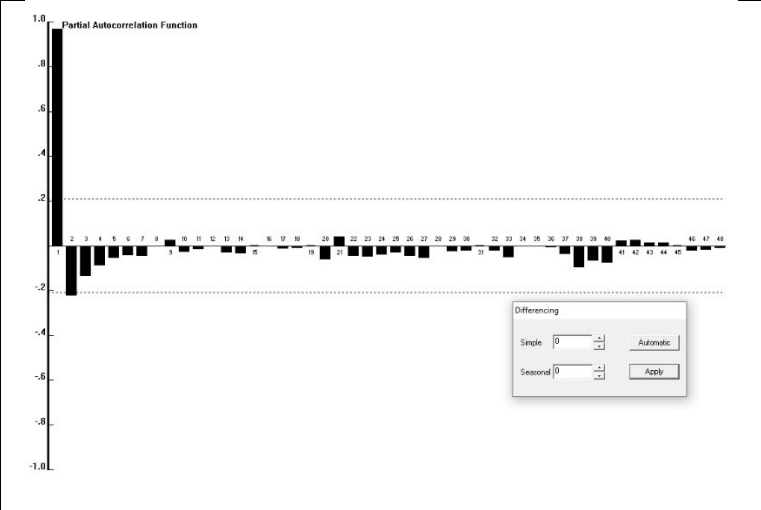 Partial Autocorrelation Function
1.0
.8
.6
.4
.2
-.2
-.4
-.6
-.8
-1.0
2 3 4 5 6 7 8 10 11 12 13 14 16 17 18 20 22 23 24 25 26 27 28 29 30 32 33 34 35 36 37 38 39 40 46 47 48
1 9 15 19 21 31 41 42 43 44 45
Differencing
Simple 0 Automatic
Seasonal 0 Apply